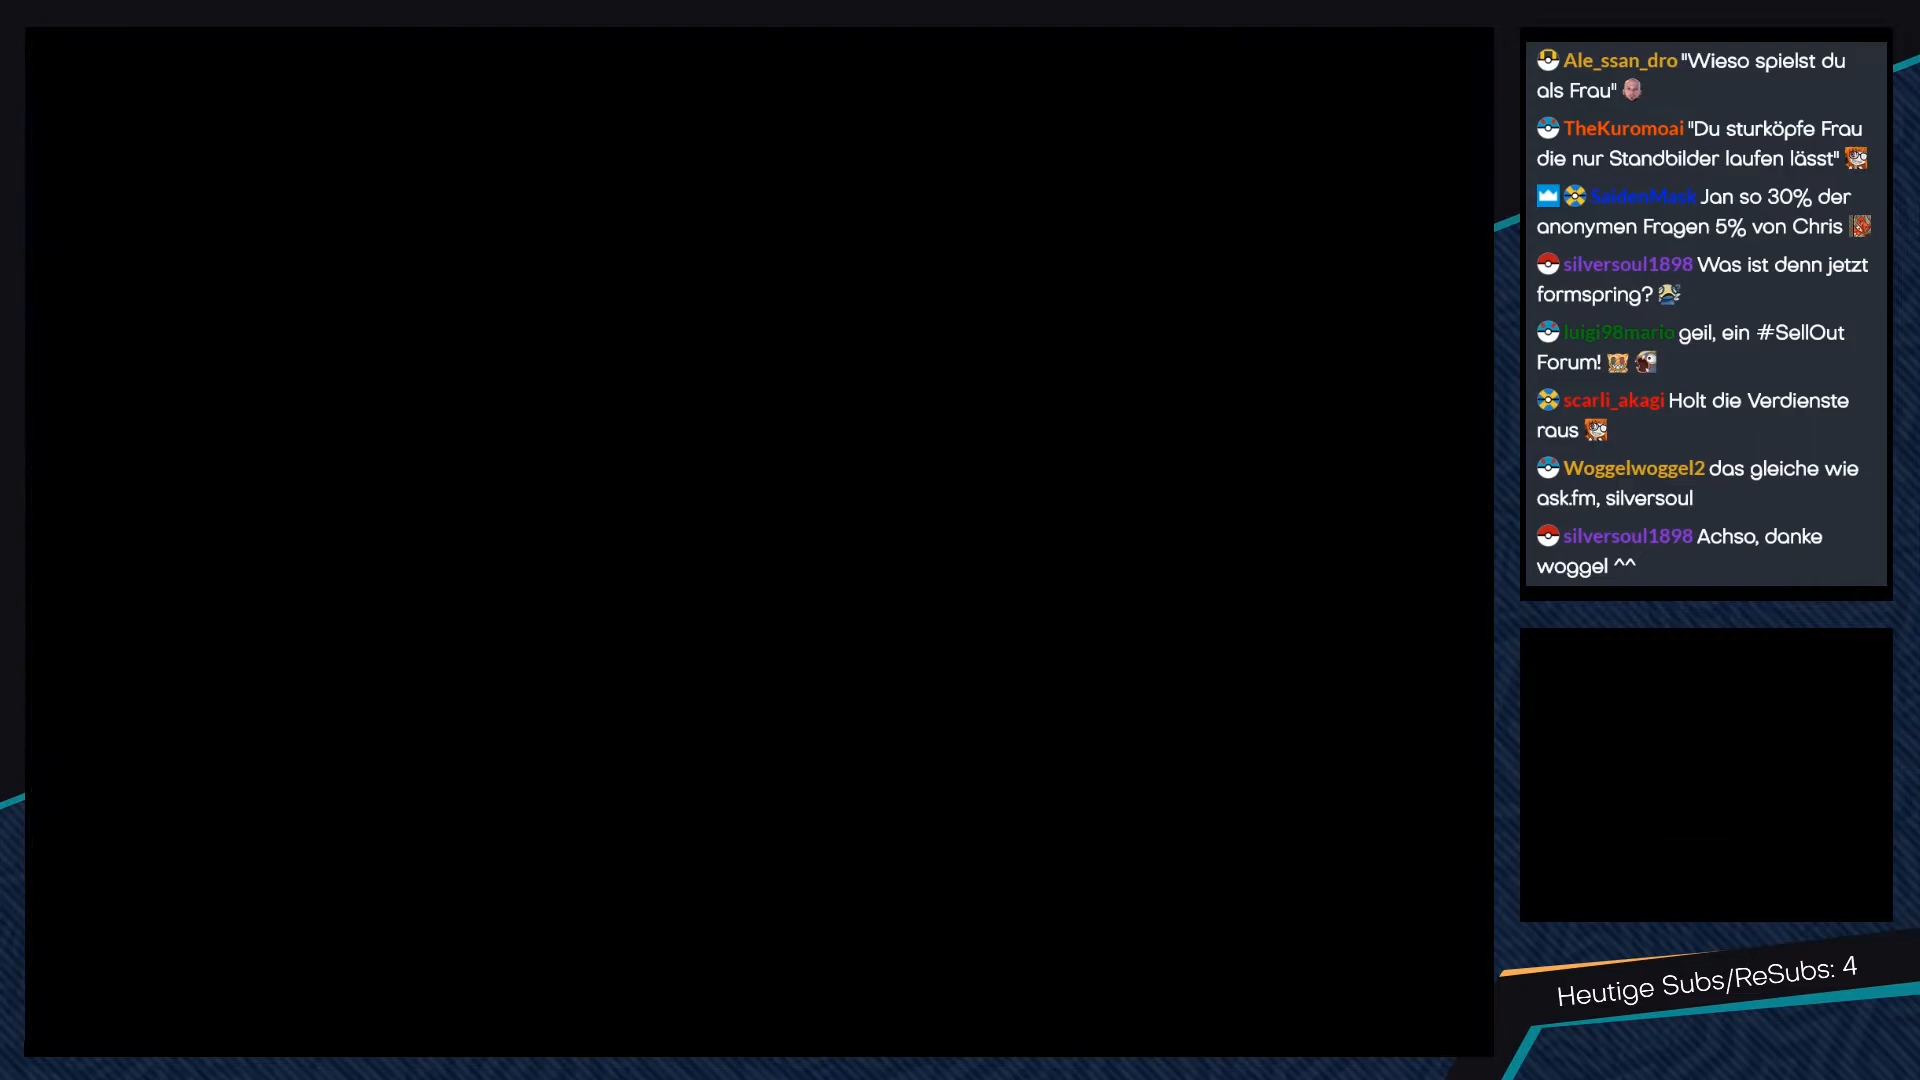 Ale_ssan_dro "Wieso spielst du
als Frau"
TheKuromoai "Du sturköpfe Frau
die nur Standbilder laufen lässt"
SaidenMask Jan so 30% der
anonymen Fragen 5% von Chris
silversoul1898 Was ist denn jetzt
formspring?
luigi98mario geil, ein #SellOut
Forum!
scarli_akagi Holt die Verdienste
raus
Woggelwoggel2 das gleiche wie
ask.fm, silversoul
silversoul1898 Achso, danke
woggel ^^
Heutige Subs/ReSubs: 4